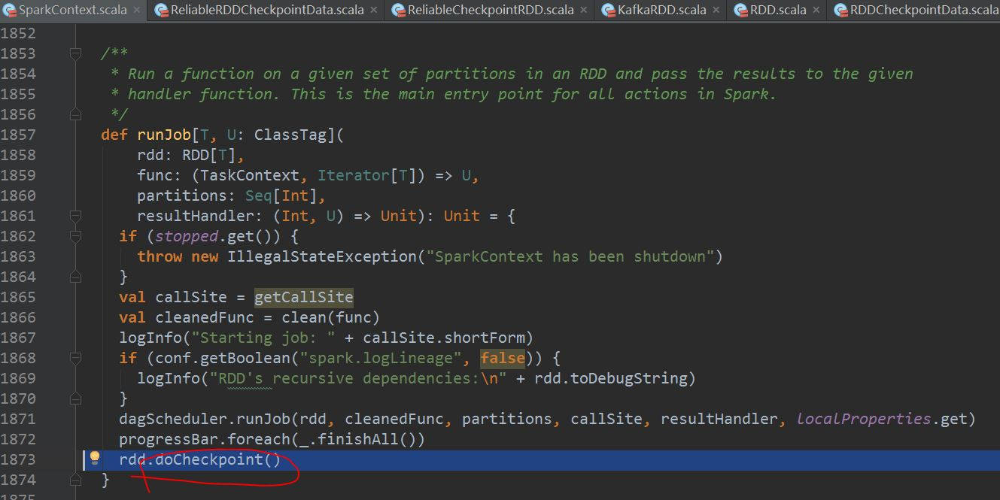 SparkContext.scala × ReliableRDDCheckpointData.scala × ReliableCheckpointRDD.scala × KafkaRDD.scala × RDD.scala × RDDCheckpointData.scala
1852
1853 /**
1854 * Run a function on a given set of partitions in an RDD and pass the results to the given
1855 * handler function. This is the main entry point for all actions in Spark.
1856 */
1857 def runJob[T, U: ClassTag](
1858 rdd: RDD[T],
1859 func: (TaskContext, Iterator[T]) => U,
1860 partitions: Seq[Int],
1861 resultHandler: (Int, U) => Unit): Unit = {
1862 if (stopped.get()) {
1863 throw new IllegalStateException("SparkContext has been shutdown")
1864 }
1865 val callSite = getCallSite
1866 val cleanedFunc = clean(func)
1867 logInfo("Starting job: " + callSite.shortForm)
1868 if (conf.getBoolean("spark.logLineage", false)) {
1869 logInfo("RDD's recursive dependencies:\n" + rdd.toDebugString)
1870 }
1871 dagScheduler.runJob(rdd, cleanedFunc, partitions, callSite, resultHandler, localProperties.get)
1872 progressBar.foreach(_.finishAll())
1873 rdd.doCheckpoint()
1874 }
1875